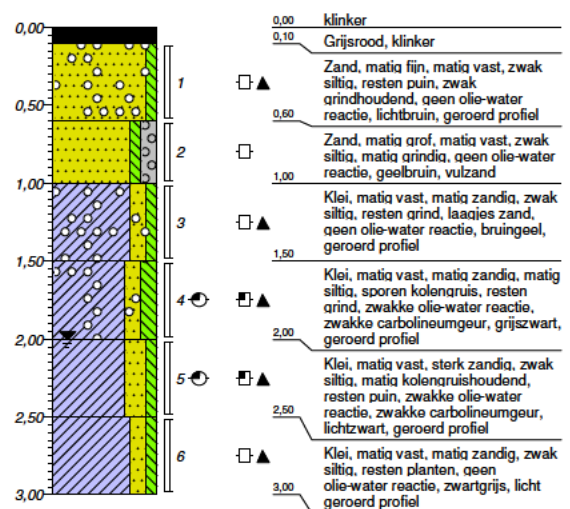 0,00
0,50
1,00
1,50
2,00
2,50
3,00
1
2
3
4
5
6
0,00 klinker
0,10
Grijsrood, klinker
Zand, matig fijn, matig vast, zwak
siltig, resten puin, zwak
grindhoudend, geen olie-water
reactie, lichtbruin, geroerd profiel
0,60
Zand, matig grof, matig vast, zwak
siltig, matig grindig, geen olie-water
reactie, geelbruin, vulzand
1,00
Klei, matig vast, matig zandig, zwak
siltig, resten grind, laagjes zand,
geen olie-water reactie, bruingeel,
geroerd profiel
1,50
Klei, matig vast, matig zandig, matig
siltig, sporen kolengruis, resten
grind, zwakke olie-water reactie,
zwakke carbolineumgeur, grijszwart,
geroerd profiel
2,00
Klei, matig vast, sterk zandig, zwak
siltig, matig kolengruishoudend,
resten puin, zwakke olie-water
reactie, zwakke carbolineumgeur,
lichtzwart, geroerd profiel
2,50
Klei, matig vast, matig zandig, zwak
siltig, resten planten, geen
olie-water reactie, zwartgrijs, licht
geroerd profiel
3,00